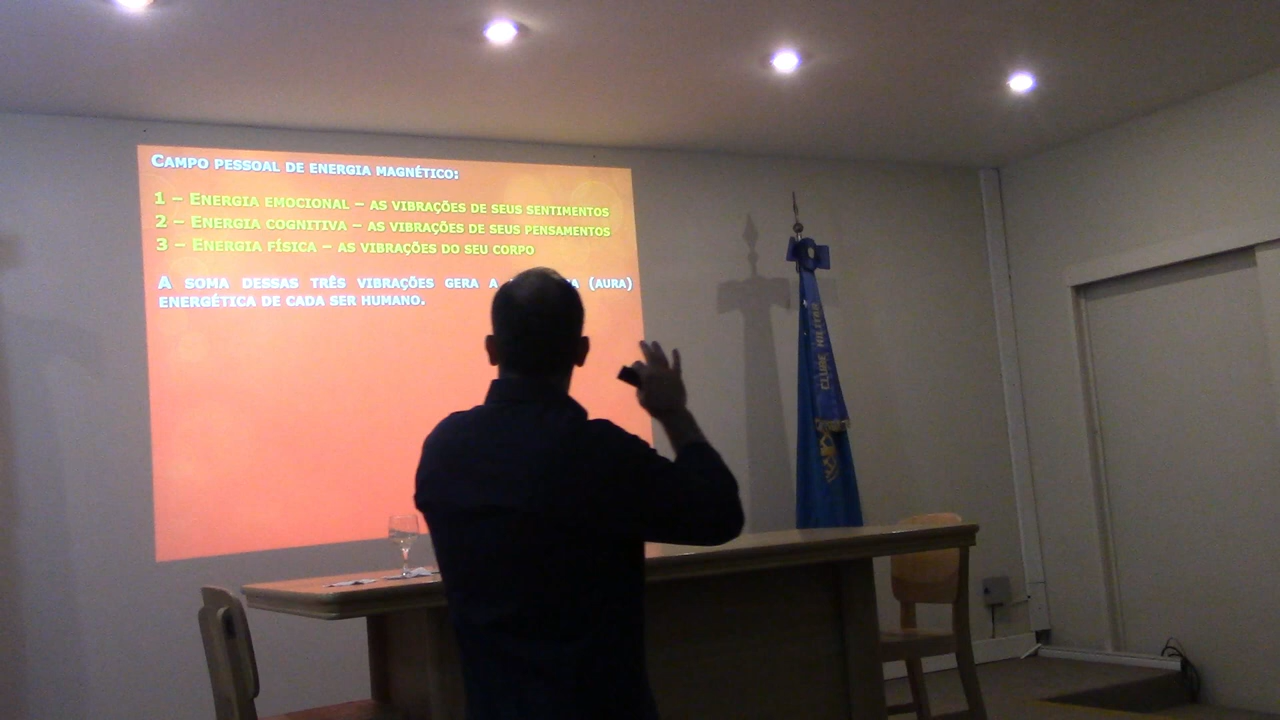 CAMPO PESSOAL DE ENERGIA MAGNÉTICO:
1 – ENERGIA EMOCIONAL – AS VIBRAÇÕES DE SEUS SENTIMENTOS
2 – ENERGIA COGNITIVA – AS VIBRAÇÕES DE SEUS PENSAMENTOS
3 – ENERGIA FÍSICA – AS VIBRAÇÕES DO SEU CORPO
A SOMA DESSAS TRÊS VIBRAÇÕES GERA A (AURA)
ENERGÉTICA DE CADA SER HUMANO.
CLUBE MILITAR